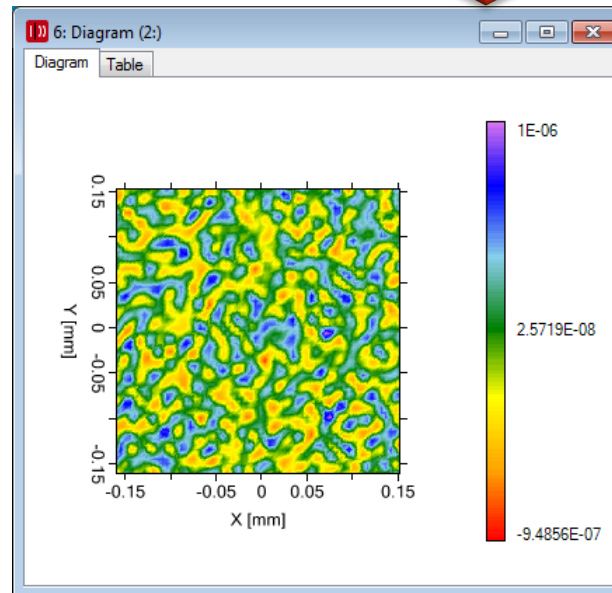 6: Diagram (2:)
Diagram Table
1E-06
2.5719E-08
-9.4856E-07
0.15
0.05
0
-0.05
-0.15
Y [mm]
-0.15 -0.05 0 0.05 0.15
X [mm]